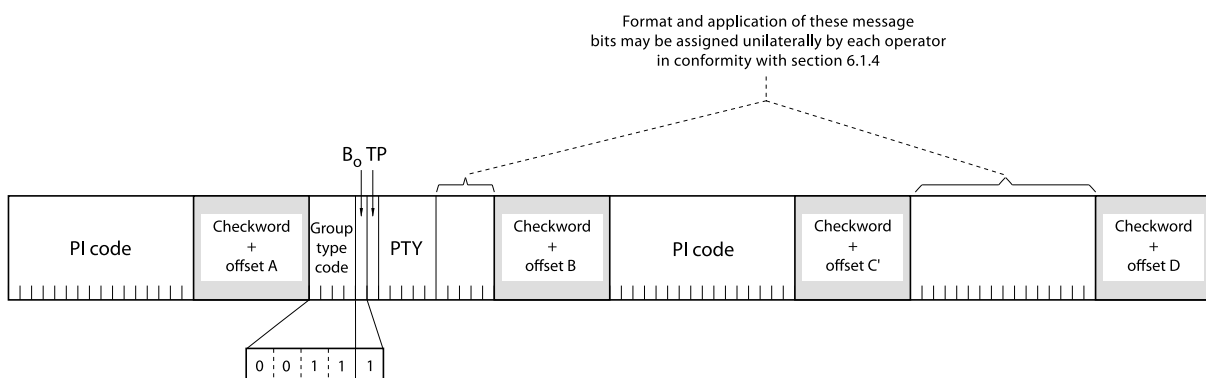 Format and application of these message
bits may be assigned unilaterally by each operator
in conformity with section 6.1.4
B₀ TP
PI code
Checkword
+
offset A
Group
type
code
PTY
Checkword
+
offset B
PI code
Checkword
+
offset C'
Checkword
+
offset D
0 0 1 1 1